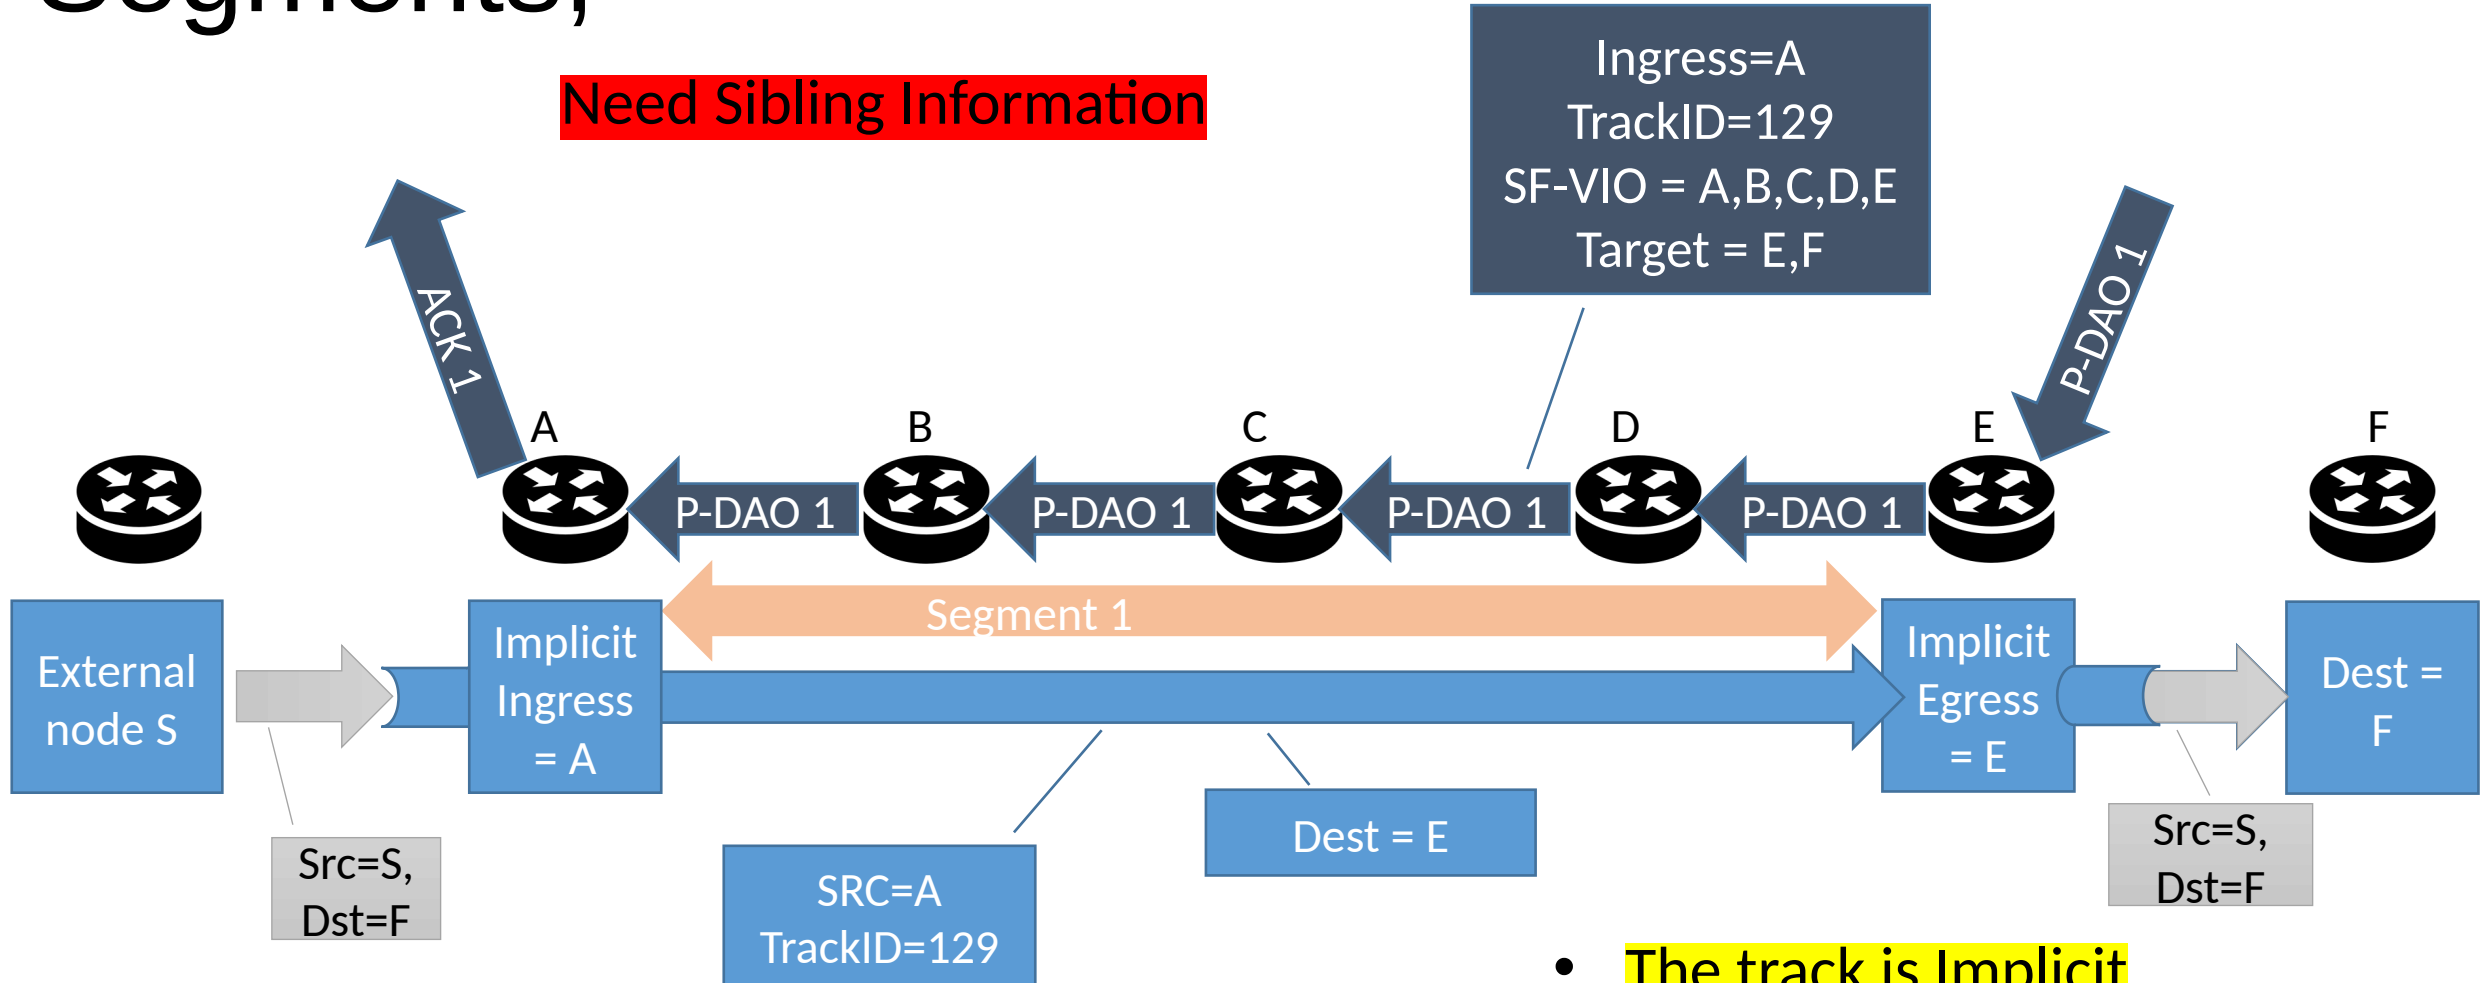 Segments,
Need Sibling Information
Ingress=A
TrackID=129
SF-VIO = A,B,C,D,E
Target = E,F
ACK 1
P-DAO 1
A
B
C
D
E
F
P-DAO 1
P-DAO 1
P-DAO 1
P-DAO 1
Segment 1
External
node S
Implicit
Ingress
= A
Implicit
Egress
= E
Dest =
F
Src=S,
Dst=F
SRC=A
TrackID=129
Dest = E
Src=S,
Dst=F
• The track is Implicit